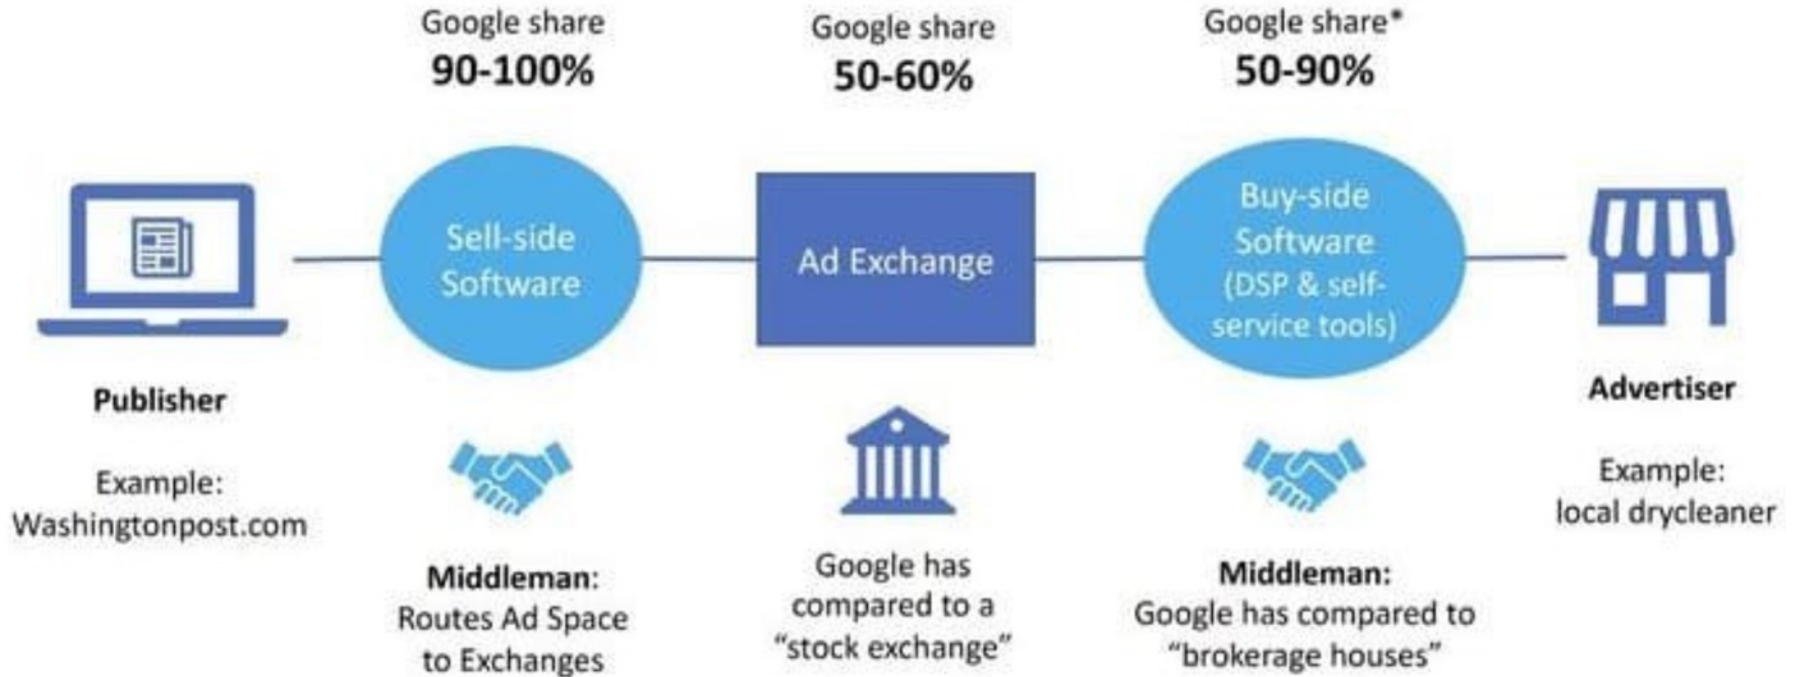 Google share
90-100%
Google share
50-60%
Google share*
50-90%
Sell-side
Software
Ad Exchange
Buy-side
Software
(DSP & self-
service tools)
Publisher
Example:
Washingtonpost.com
Middleman:
Routes Ad Space
to Exchanges
Google has
compared to a
“stock exchange”
Middleman:
Google has compared to
“brokerage houses”
Advertiser
Example:
local drycleaner